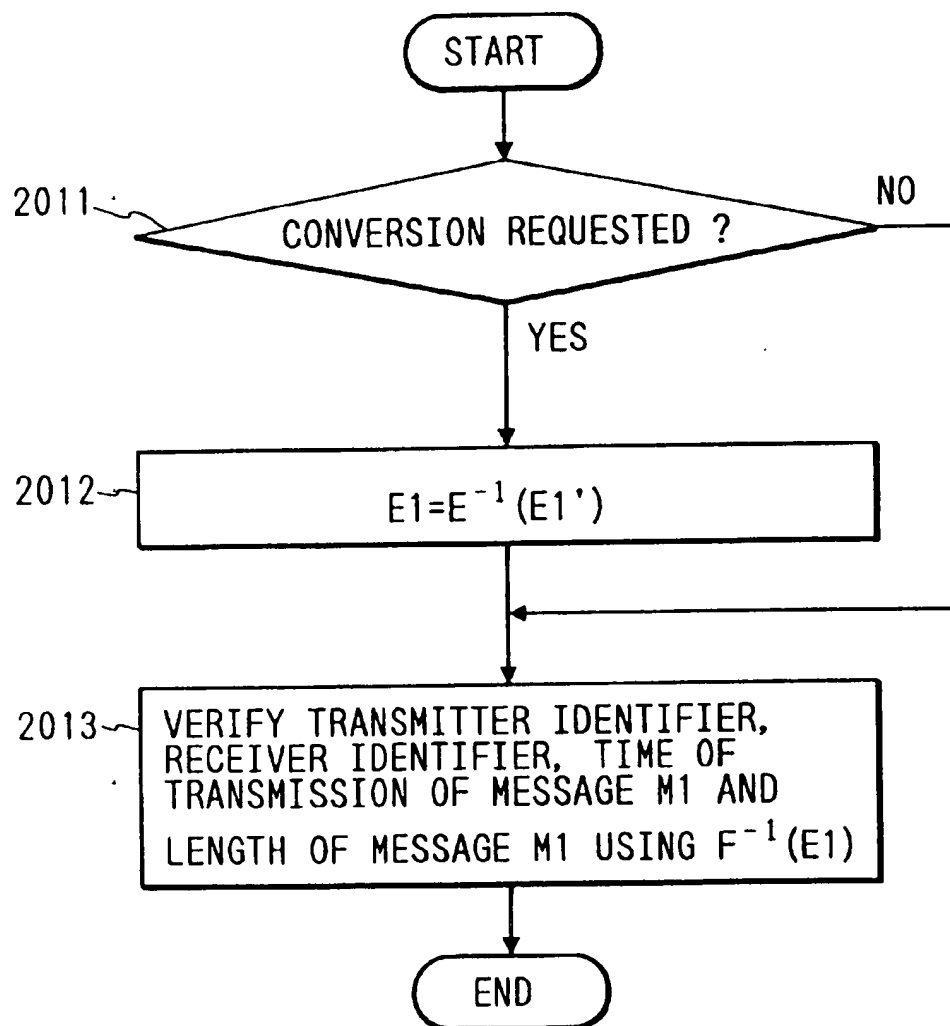 START
2011
CONVERSION REQUESTED ?
NO
YES
2012
E1=E⁻¹(E1')
2013
VERIFY TRANSMITTER IDENTIFIER,
RECEIVER IDENTIFIER, TIME OF
TRANSMISSION OF MESSAGE M1 AND
LENGTH OF MESSAGE M1 USING F⁻¹(E1)
END